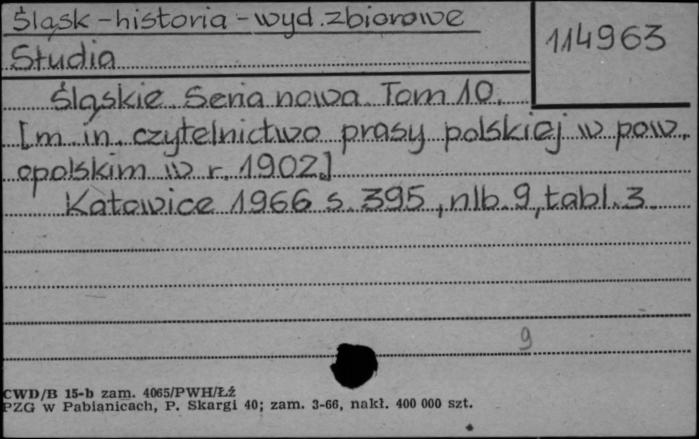 Śląsk - historia - wyd. zbiorowe
114963
Studia
Śląskie Seria nowa Tom 10.
[m. in. czytelnictwo prasy polskiej w pow.
opolskim w r. 1902.]
Katowice 1966 s. 395, nlb. 9, tabl. 3
9
CWD/B 15-b zam. 4065/PWH/Łź
PZG w Pabianicach, P. Skargi 40; zam. 3-66, nakł. 400 000 szt.